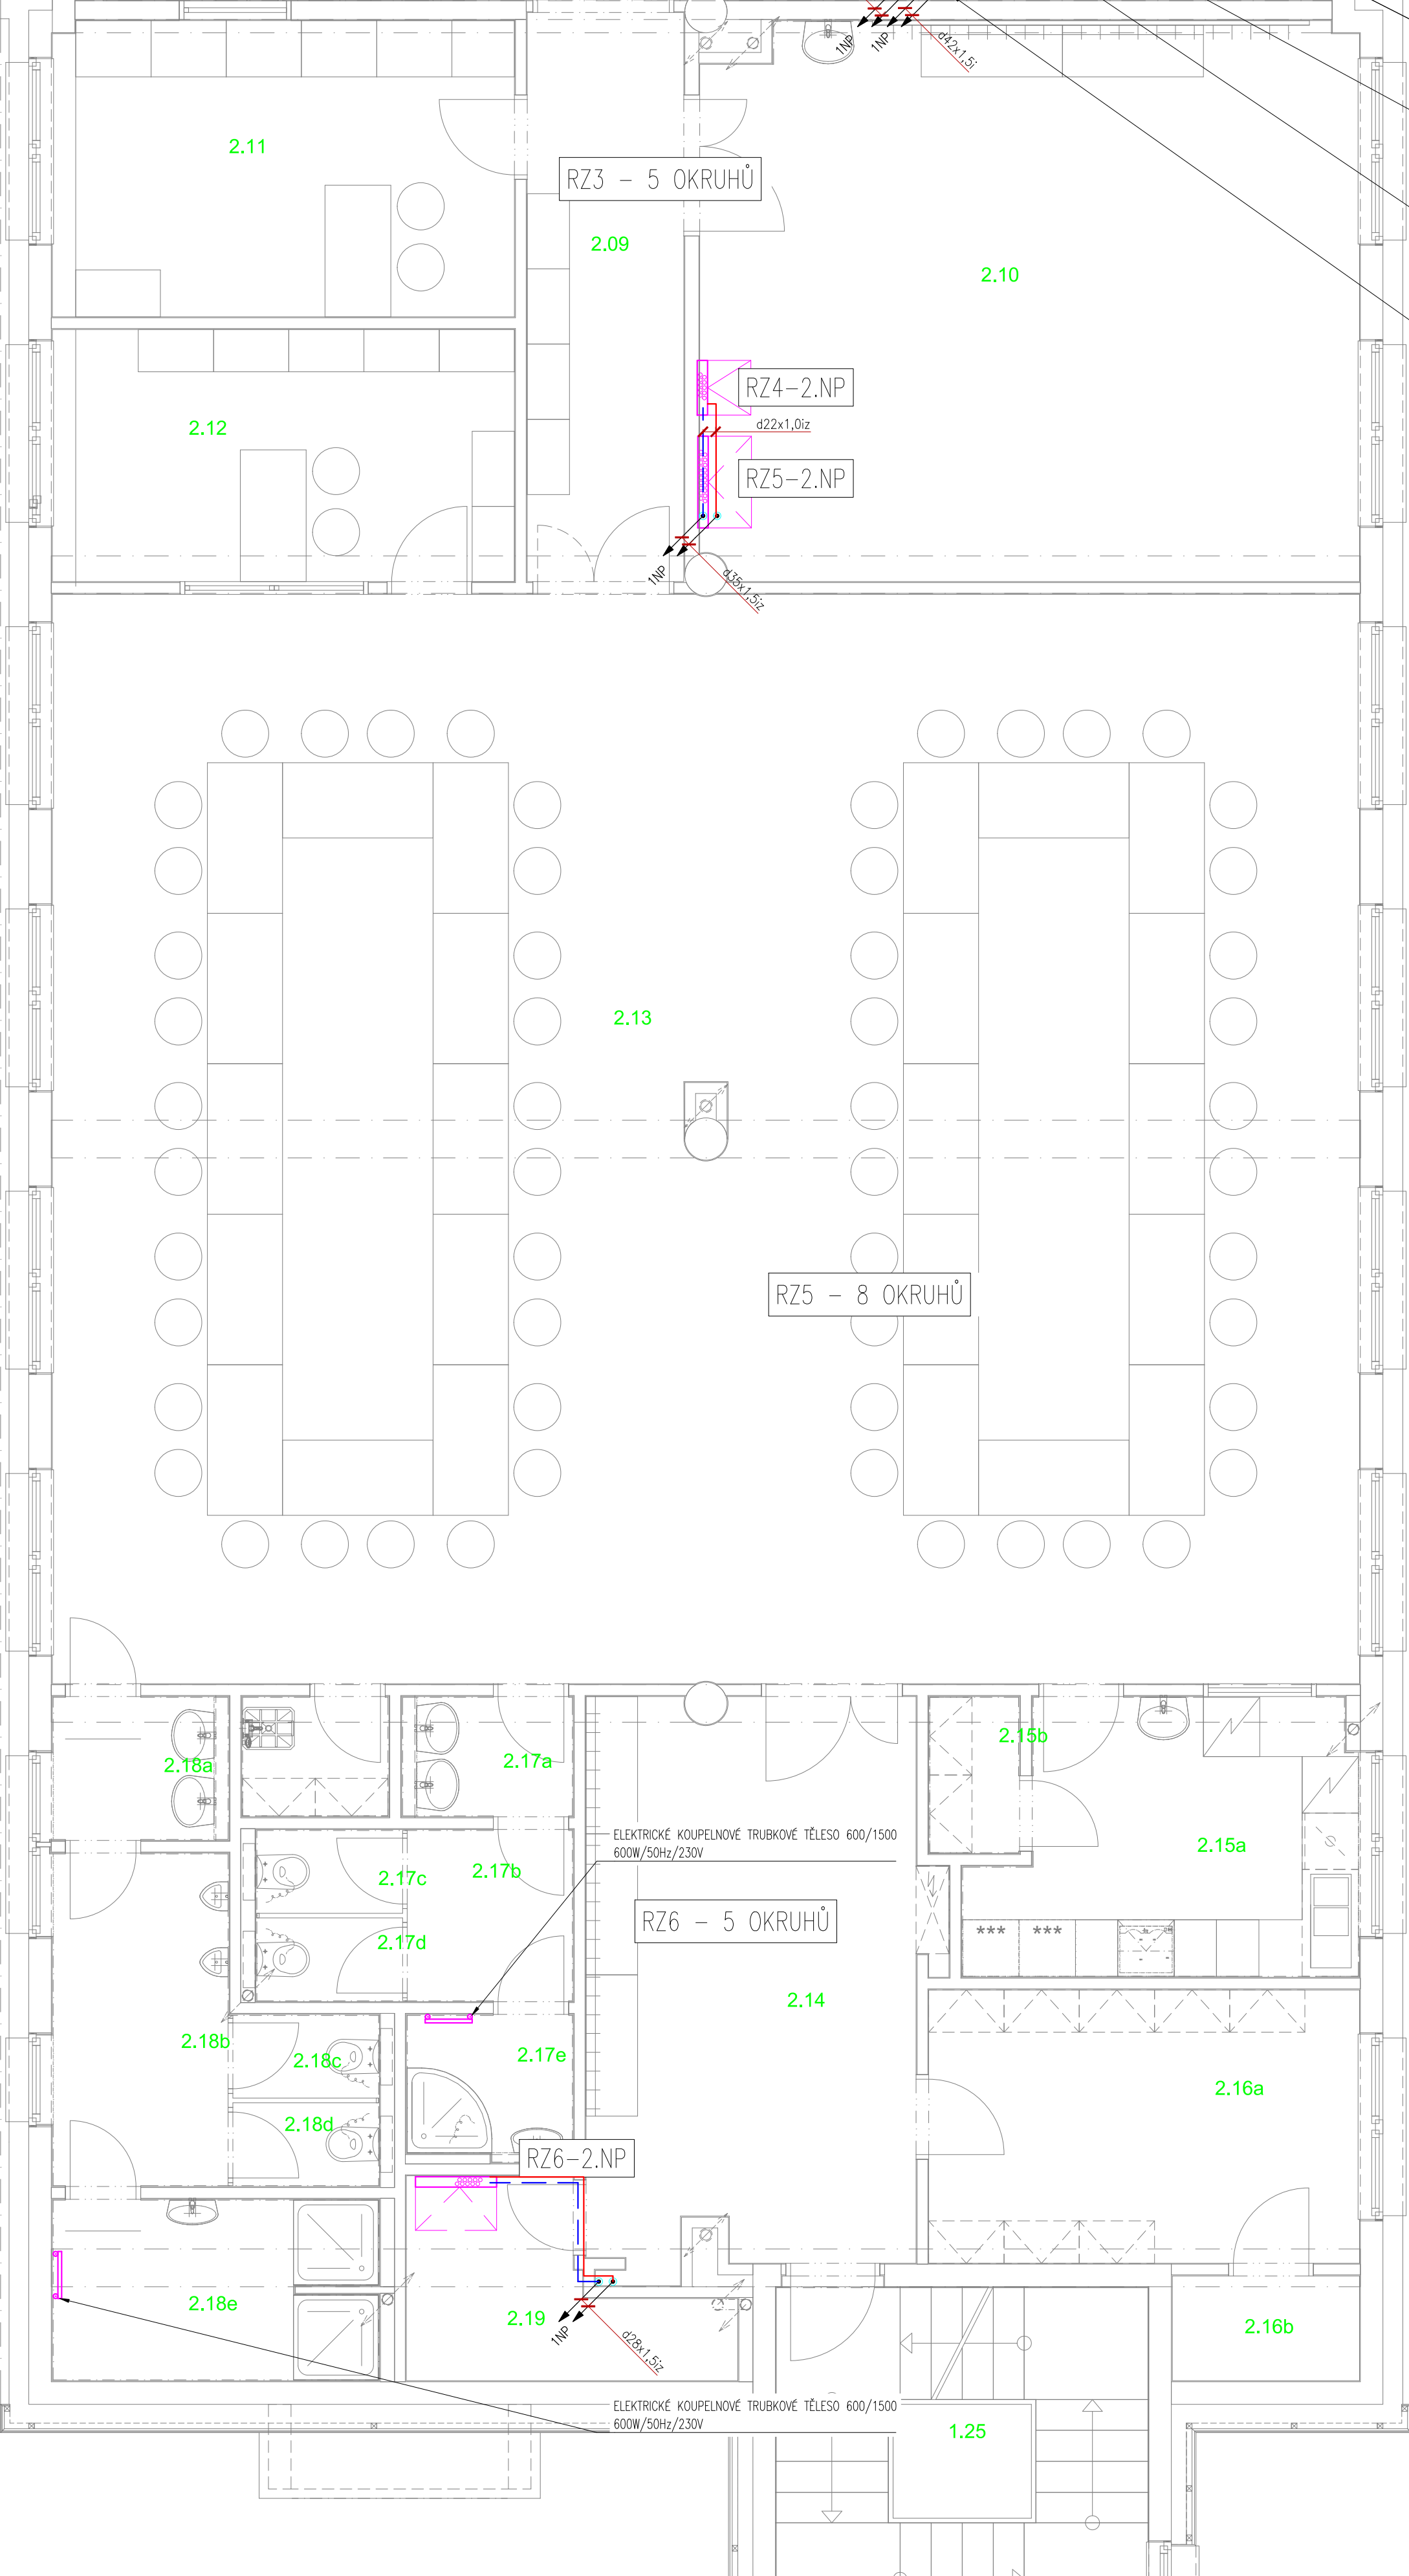 1NP
1NP
d42x1,5i
2.11
RZ3 - 5 OKRUHŮ
2.09
2.10
RZ4-2.NP
d22x1,0iz
2.12
RZ5-2.NP
1NP
d35x1,5iz
2.13
RZ5 - 8 OKRUHŮ
2.18a
2.17a
2.15b
ELEKTRICKÉ KOUPELNOVÉ TRUBKOVÉ TĚLESO 600/1500
600W/50Hz/230V
2.15a
2.17b
2.17c
RZ6 - 5 OKRUHŮ
2.17d
***
***
2.14
2.18b
2.17e
2.18c
2.16a
2.18d
RZ6-2.NP
2.18e
2.19
1NP
d28x1,5iz
2.16b
ELEKTRICKÉ KOUPELNOVÉ TRUBKOVÉ TĚLESO 600/1500
600W/50Hz/230V
1.25